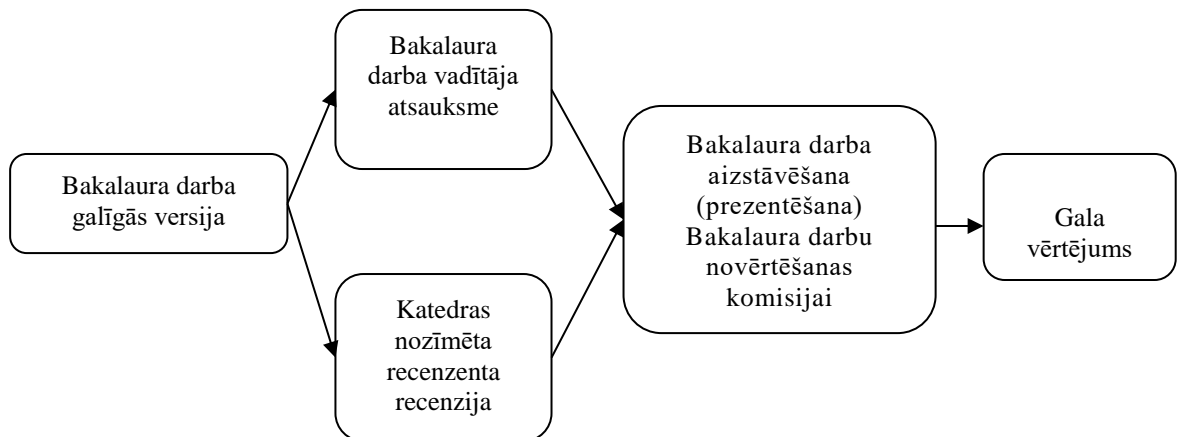 Bakalaura darba
galīgās versija
Bakalaura
darba vadītāja
atsauksme
Katedras
nozīmēta
recenzenta
recenzija
Bakalaura darba
aizstāvēšana
(prezentēšana)
Bakalaura darbu
novērtēšanas
komisijai
Gala
vērtējums